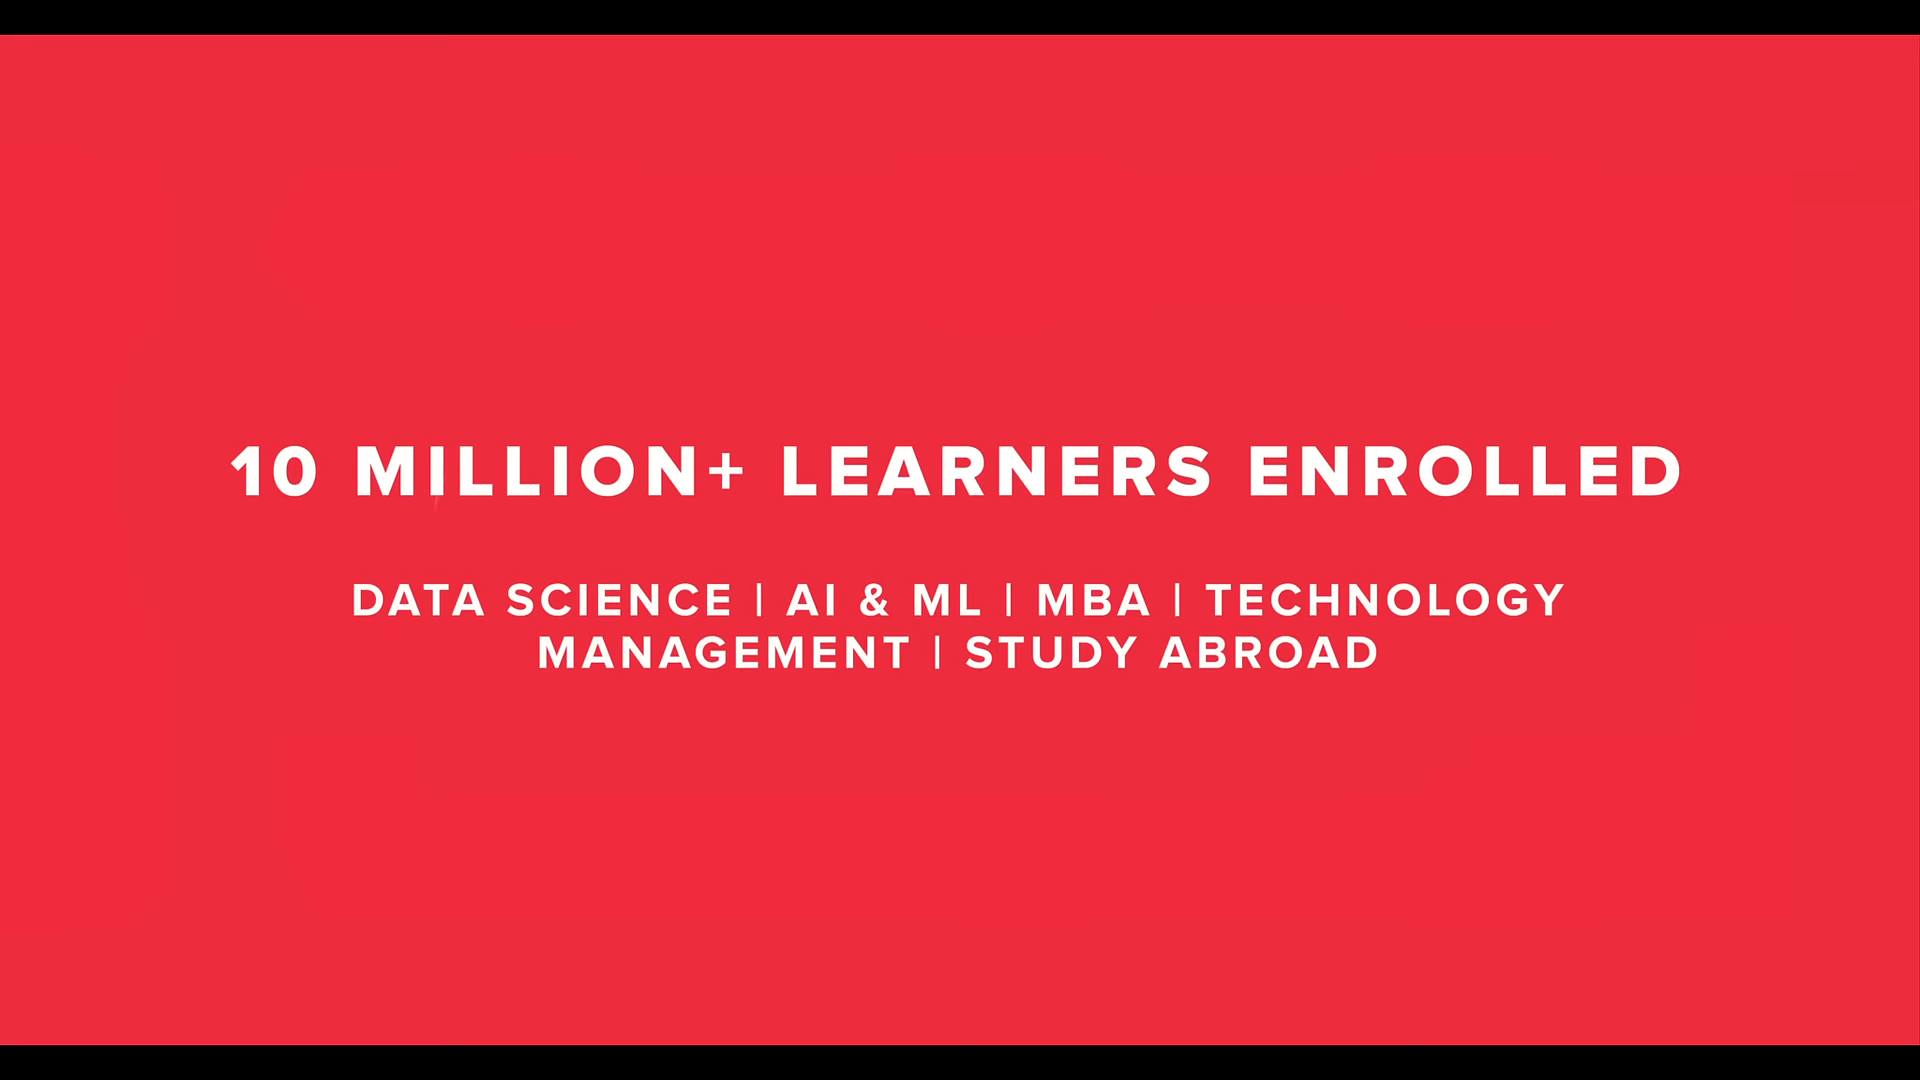 10 MILLION+ LEARNERS ENROLLED
DATA SCIENCE | AI & ML | MBA | TECHNOLOGY
MANAGEMENT | STUDY ABROAD